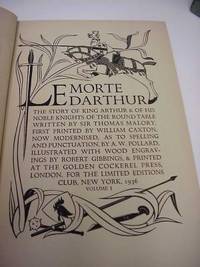 LE MORTE
DARTHUR
THE STORY OF KING ARTHUR & OF HIS
NOBLE KNIGHTS OF THE ROUND TABLE
WRITTEN BY SIR THOMAS MALORY,
FIRST PRINTED BY WILLIAM CAXTON,
NOW MODERNISED, AS TO SPELLING
AND PUNCTUATION, BY A. W. POLLARD,
ILLUSTRATED WITH WOOD ENGRAV-
INGS BY ROBERT GIBBINGS, & PRINTED
AT THE GOLDEN COCKEREL PRESS,
LONDON, FOR THE LIMITED EDITIONS
CLUB, NEW YORK, 1936
VOLUME I